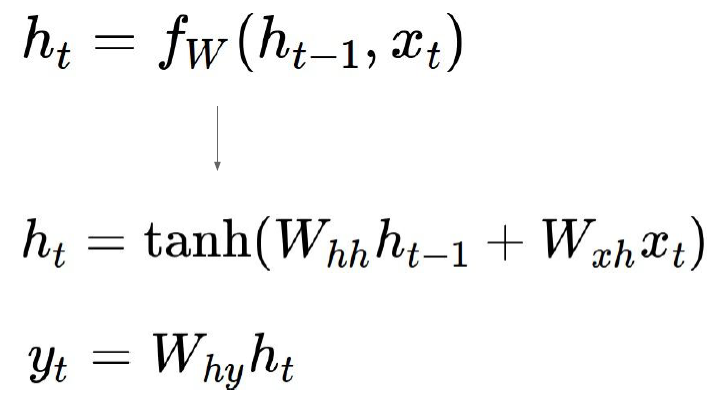 h_t = f_W(h_{t-1}, x_t)
h_t = tanh(W_{hh}h_{t-1} + W_{xh}x_t)
y_t = W_{hy}h_t